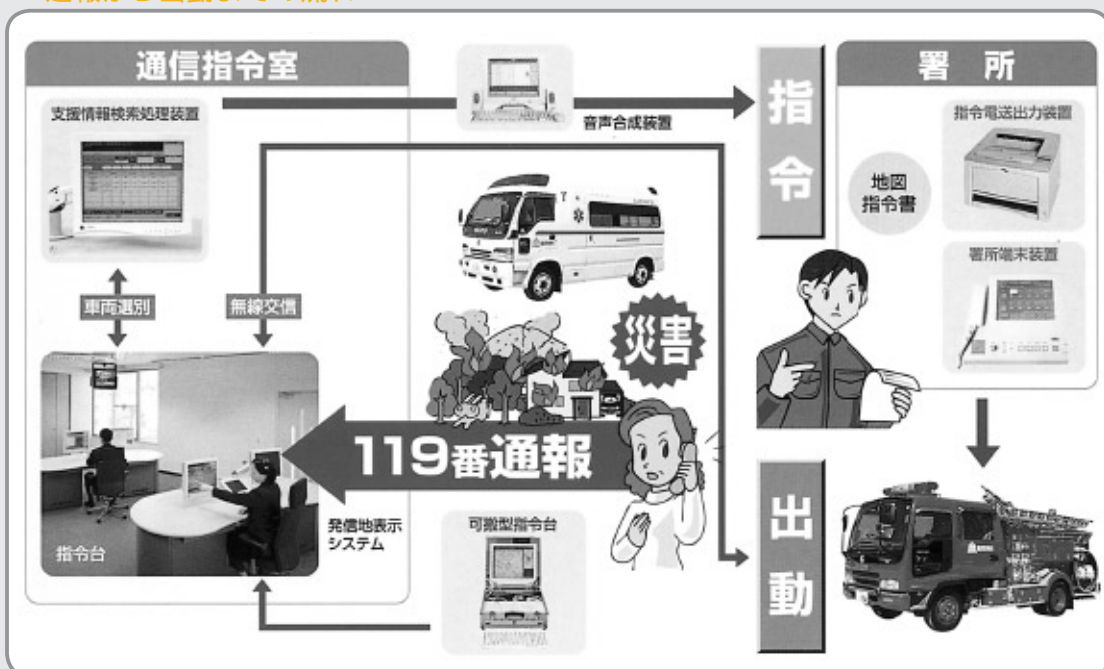 通信指令室
支援情報検索処理装置
車両選別
無線交信
指令台
音声合成装置
災害
119番通報
発信地表示
システム
可搬型指令台
指令
署所
指令電送出力装置
地図
指令書
署所端末装置
出動